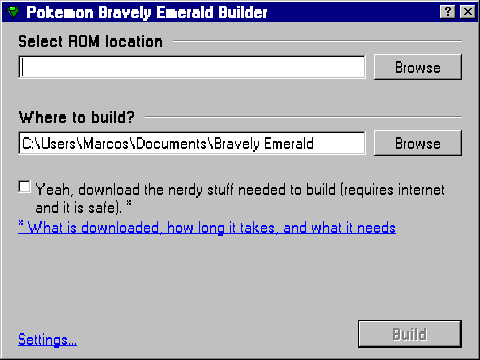 Pokemon Bravely Emerald Builder
Select ROM location
Browse
Where to build?
C:\Users\Marcos\Documents\Bravely Emerald
Browse
Yeah, download the nerdy stuff needed to build (requires internet
and it is safe). *
* What is downloaded, how long it takes, and what it needs
Build
Settings...